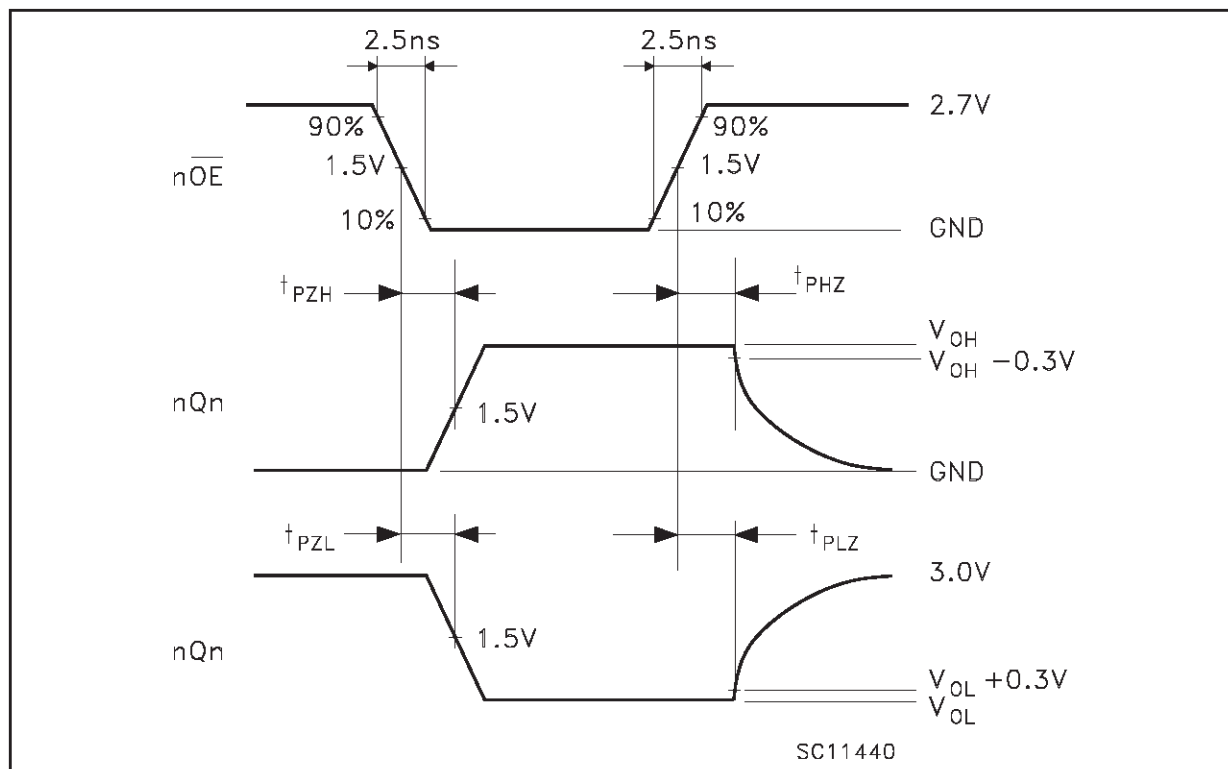 2.5ns 2.5ns
2.7V
90% 90%
nO̅E̅ 1.5V 1.5V
10% 10%
GND
tPZH tPHZ
VOH
VOH −0.3V
nQn 1.5V
GND
tPZL tPLZ
3.0V
1.5V
nQn
VOL +0.3V
VOL
SC11440